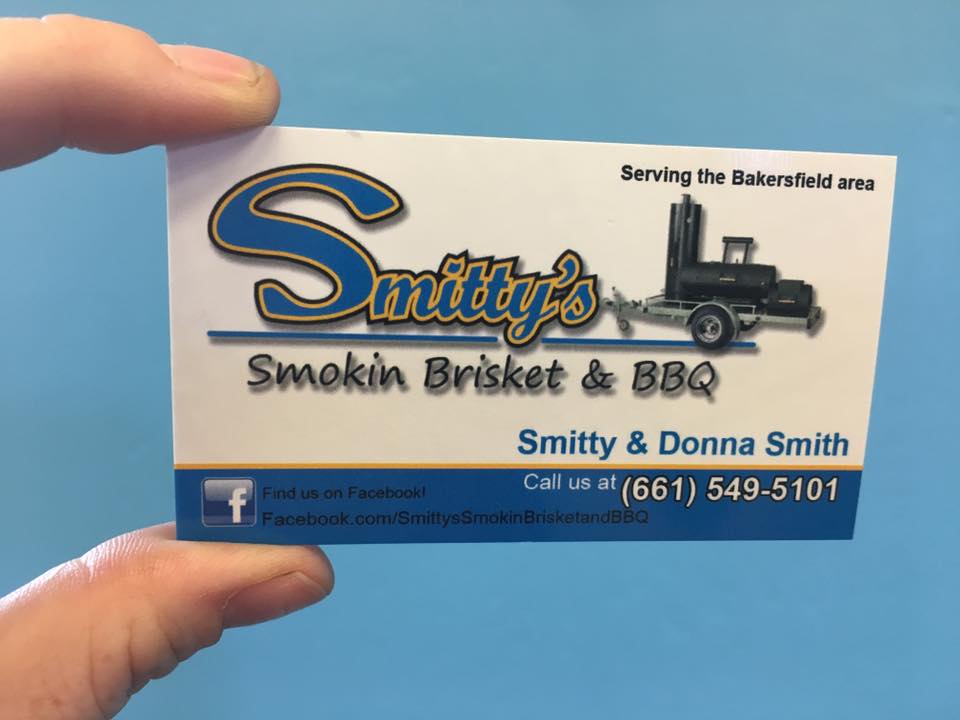 Serving the Bakersfield area
Smitty's
Smokin Brisket & BBQ
Smitty & Donna Smith
Call us at (661) 549-5101
f
Find us on Facebook!
Facebook.com/SmittysSmokinBrisketandBBQ